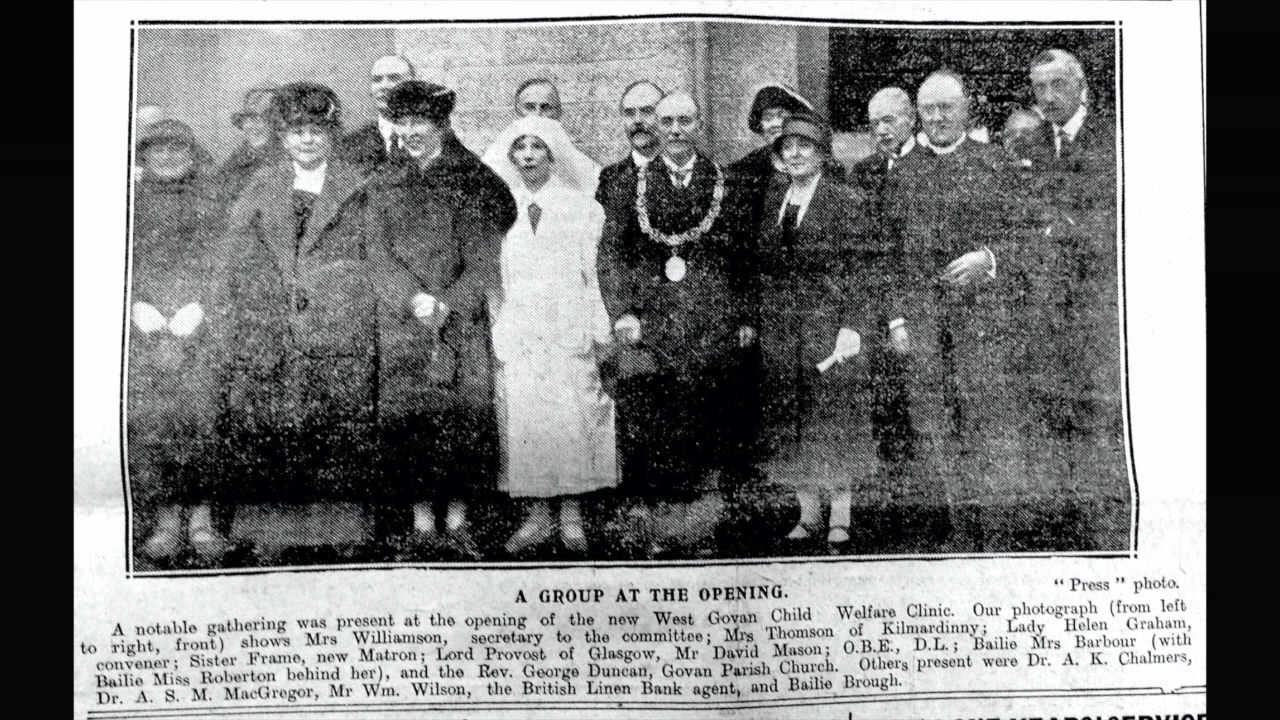 A GROUP AT THE OPENING.
" Press " photo.
A notable gathering was present at the opening of the new West Govan Child Welfare Clinic. Our photograph (from left
to right, front) shows Mrs Williamson, secretary to the committee; Mrs Thomson of Kilmardinny; Lady Helen Graham,
convener; Sister Frame, new Matron; Lord Provost of Glasgow, Mr David Mason; O.B.E., D.L.; Bailie Mrs Barbour (with
Bailie Miss Roberton behind her), and the Rev. George Duncan, Govan Parish Church. Others present were Dr. A. K. Chalmers,
Dr. A. S. M. MacGregor, Mr Wm. Wilson, the British Linen Bank agent, and Bailie Brough.